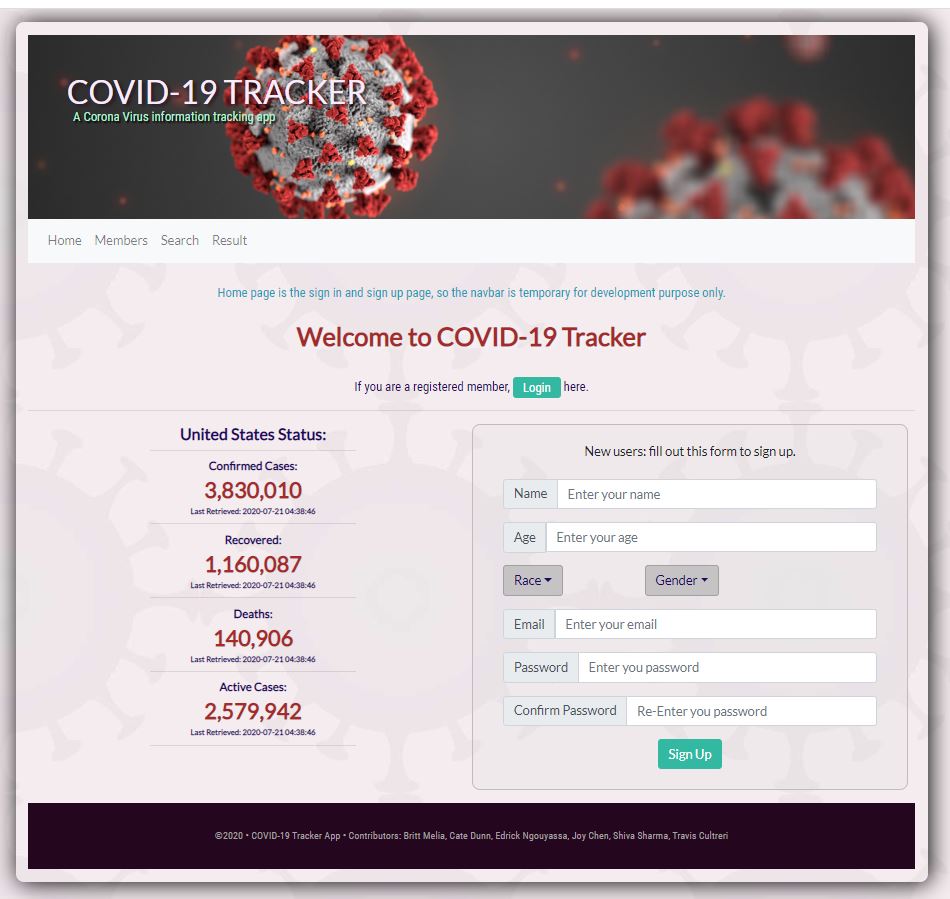 COVID-19 TRACKER
A Corona Virus information tracking app
Home Members Search Result
Home page is the sign in and sign up page, so the navbar is temporary for development purpose only.
Welcome to COVID-19 Tracker
If you are a registered member, Login here.
United States Status:
Confirmed Cases:
3,830,010
Last Retrieved: 2020-07-21 04:38:46
Recovered:
1,160,087
Last Retrieved: 2020-07-21 04:38:46
Deaths:
140,906
Last Retrieved: 2020-07-21 04:38:46
Active Cases:
2,579,942
Last Retrieved: 2020-07-21 04:38:46
New users: fill out this form to sign up.
Name Enter your name
Age Enter your age
Race Gender
Email Enter your email
Password Enter you password
Confirm Password Re-Enter you password
Sign Up
©2020 • COVID-19 Tracker App • Contributors: Britt Melia, Cate Dunn, Edrick Ngouyassa, Joy Chen, Shiva Sharma, Travis Cultreri